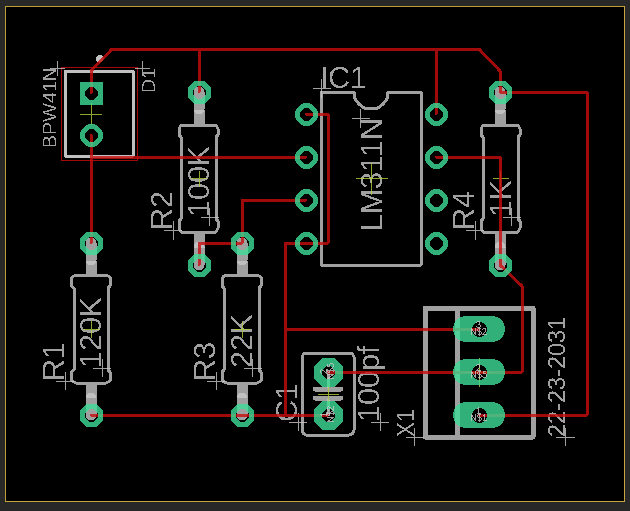 BPW41N
D1
IC1
LM311N
R2
100K
R4
1K
R1
120K
R3
22K
C1
100pf
X1
22-23-2031